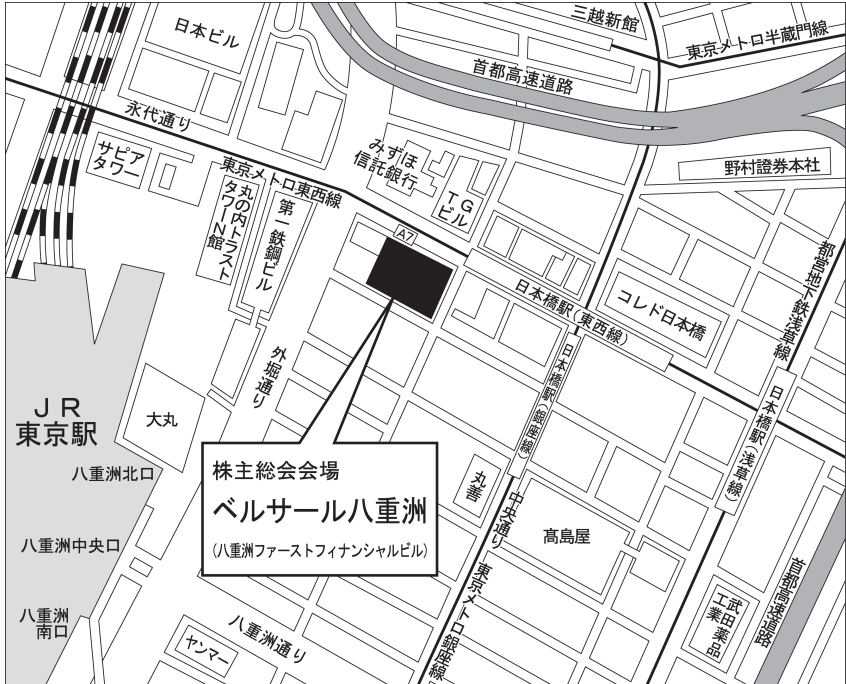 三越新館
日本ビル
東京メトロ半蔵門線
首都高速道路
永代通り
サピア
タワー
みずほ
信託銀行
野村證券本社
東京メトロ東西線
TG
ビル
丸の内トラスト
タワーN館
第一鉄鋼ビル
A7
都営地下鉄浅草線
日本橋駅(東西線)
コレド日本橋
外堀通り
日本橋駅(銀座線)
日本橋駅(浅草線)
JR
東京駅
大丸
八重洲北口
株主総会会場
ベルサール八重洲
(八重洲ファーストフィナンシャルビル)
丸善
中央通り
髙島屋
八重洲中央口
首都高速道路
東京メトロ銀座線
武田薬品
工業
八重洲
南口
八重洲通り
ヤンマー